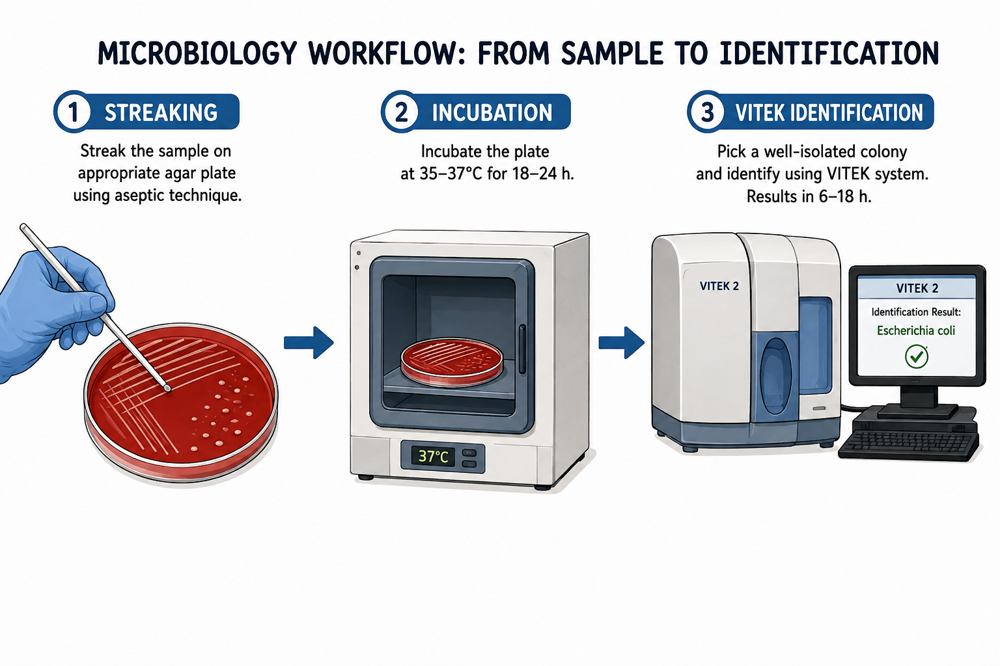 MICROBIOLOGY WORKFLOW: FROM SAMPLE TO IDENTIFICATION
1 STREAKING
Streak the sample on
appropriate agar plate
using aseptic technique.
2 INCUBATION
Incubate the plate
at 35–37°C for 18–24 h.
3 VITEK IDENTIFICATION
Pick a well-isolated colony
and identify using VITEK system.
Results in 6–18 h.
37°C
VITEK 2
VITEK 2
Identification Result:
Escherichia coli